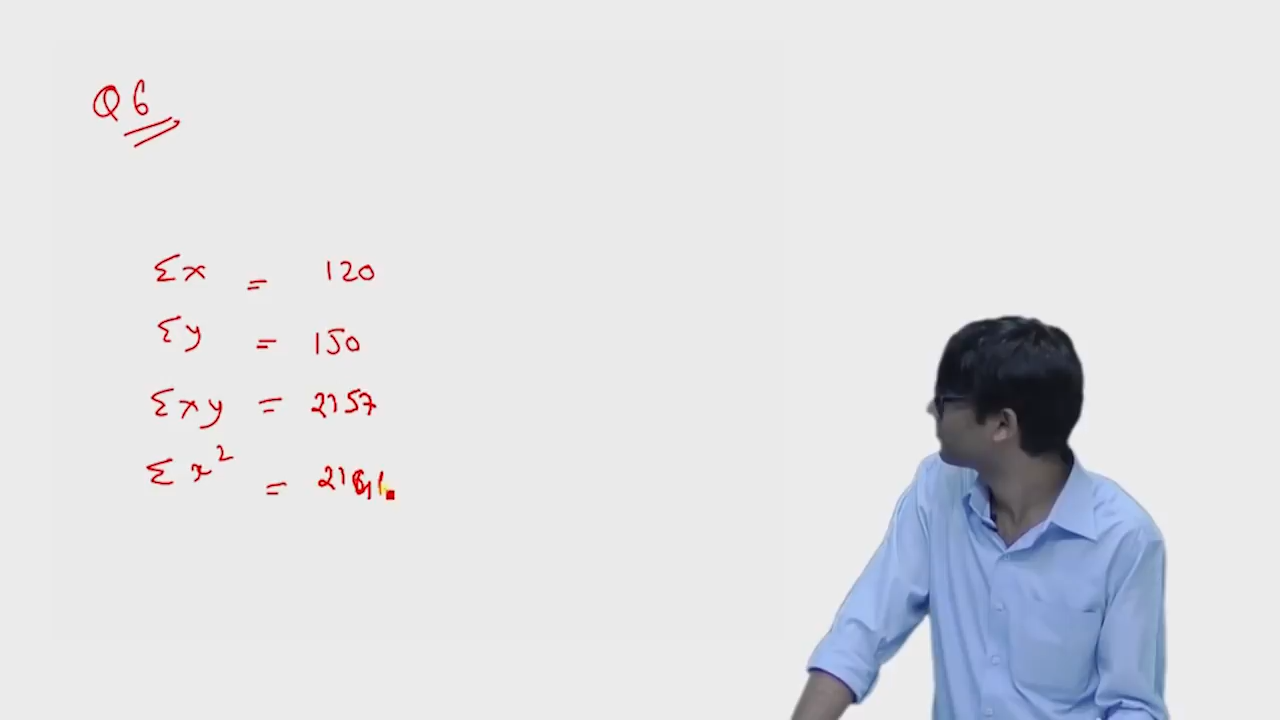 Q6
Σx = 120
Σy = 150
Σxy = 2157
Σx² =